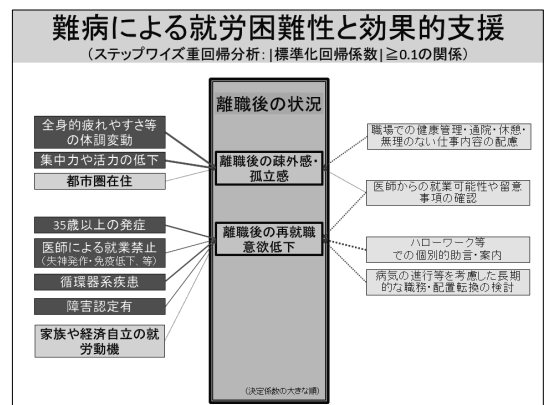 難病による就労困難性と効果的支援
(ステップワイズ重回帰分析:|標準化回帰係数|≧0.1の関係)
離職後の状況
全身的疲れやすさ等
の体調変動
集中力や活力の低下
都市圏在住
離職後の疎外感・
孤立感
職場での健康管理・通院・休憩・
無理のない仕事内容の配慮
医師からの就業可能性や留意
事項の確認
35歳以上の発症
医師による就業禁止
(失神発作・免疫低下、等)
循環器系疾患
障害認定有
家族や経済自立の就
労動機
離職後の再就職
意欲低下
ハローワーク等
での個別的助言・案内
病気の進行等を考慮した長期
的な職務・配置転換の検討
(決定係数の大きな順)